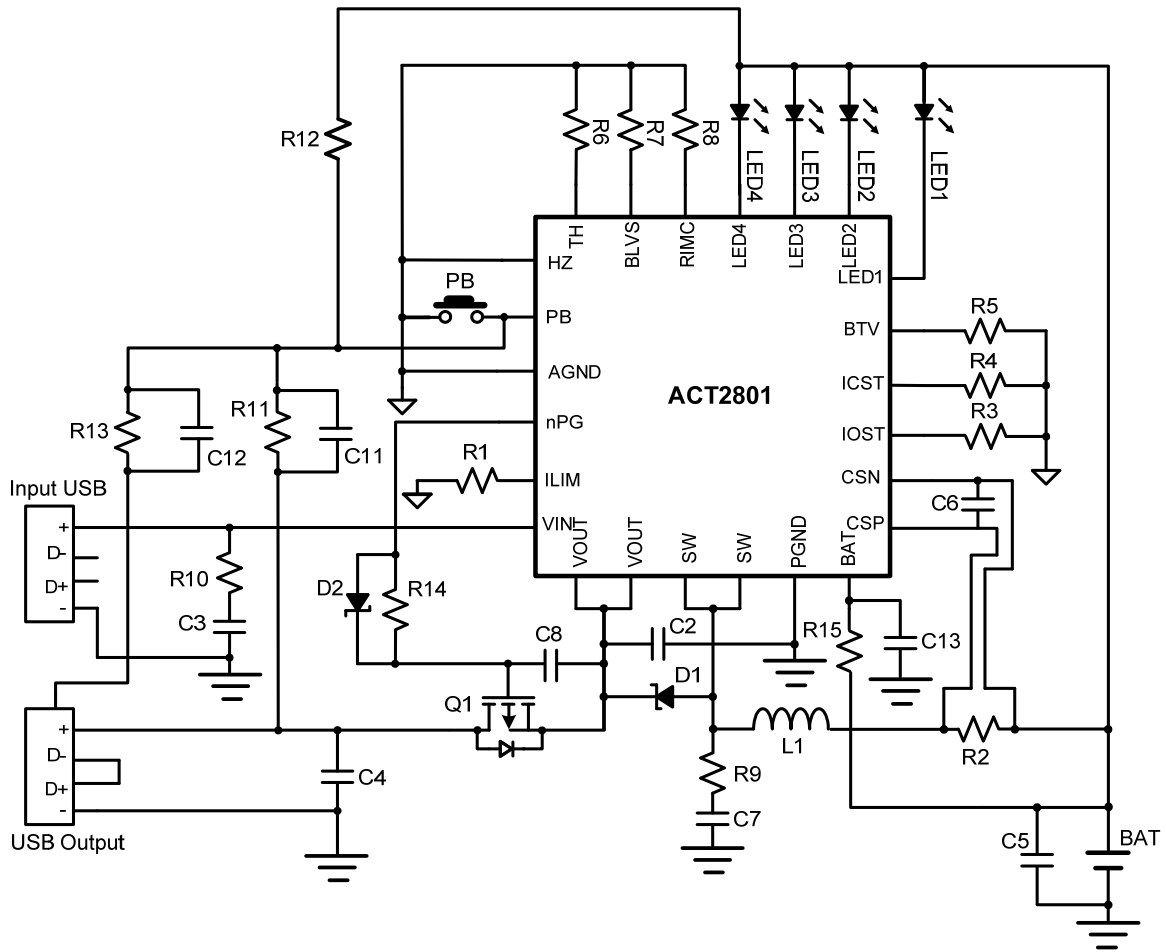 R12
R6
R7
R8
LED4
LED3
LED2
LED1
TH
BLVS
RIMC
LED4
LED3
LED2
LED1
HZ
PB
PB
AGND
nPG
ILIM
VIN
ACT2801
BTV
ICST
IOST
CSN
CSP
R5
R4
R3
C6
VOUT
VOUT
SW
SW
PGND
BAT
R13
C12
R11
C11
R1
Input USB
+
D-
D+
-
R10
C3
D2
R14
C8
C2
D1
Q1
R15
C13
L1
R2
R9
C7
+
D-
D+
-
USB Output
C4
C5
BAT